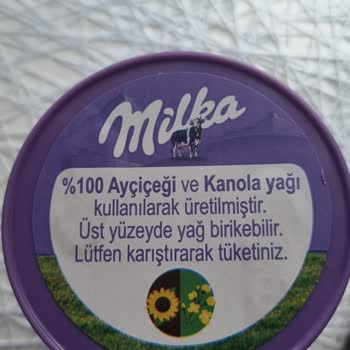 Milka
%100 Ayçiçeği ve Kanola yağı
kullanılarak üretilmiştir.
Üst yüzeyde yağ birikebilir.
Lütfen karıştırarak tüketiniz.